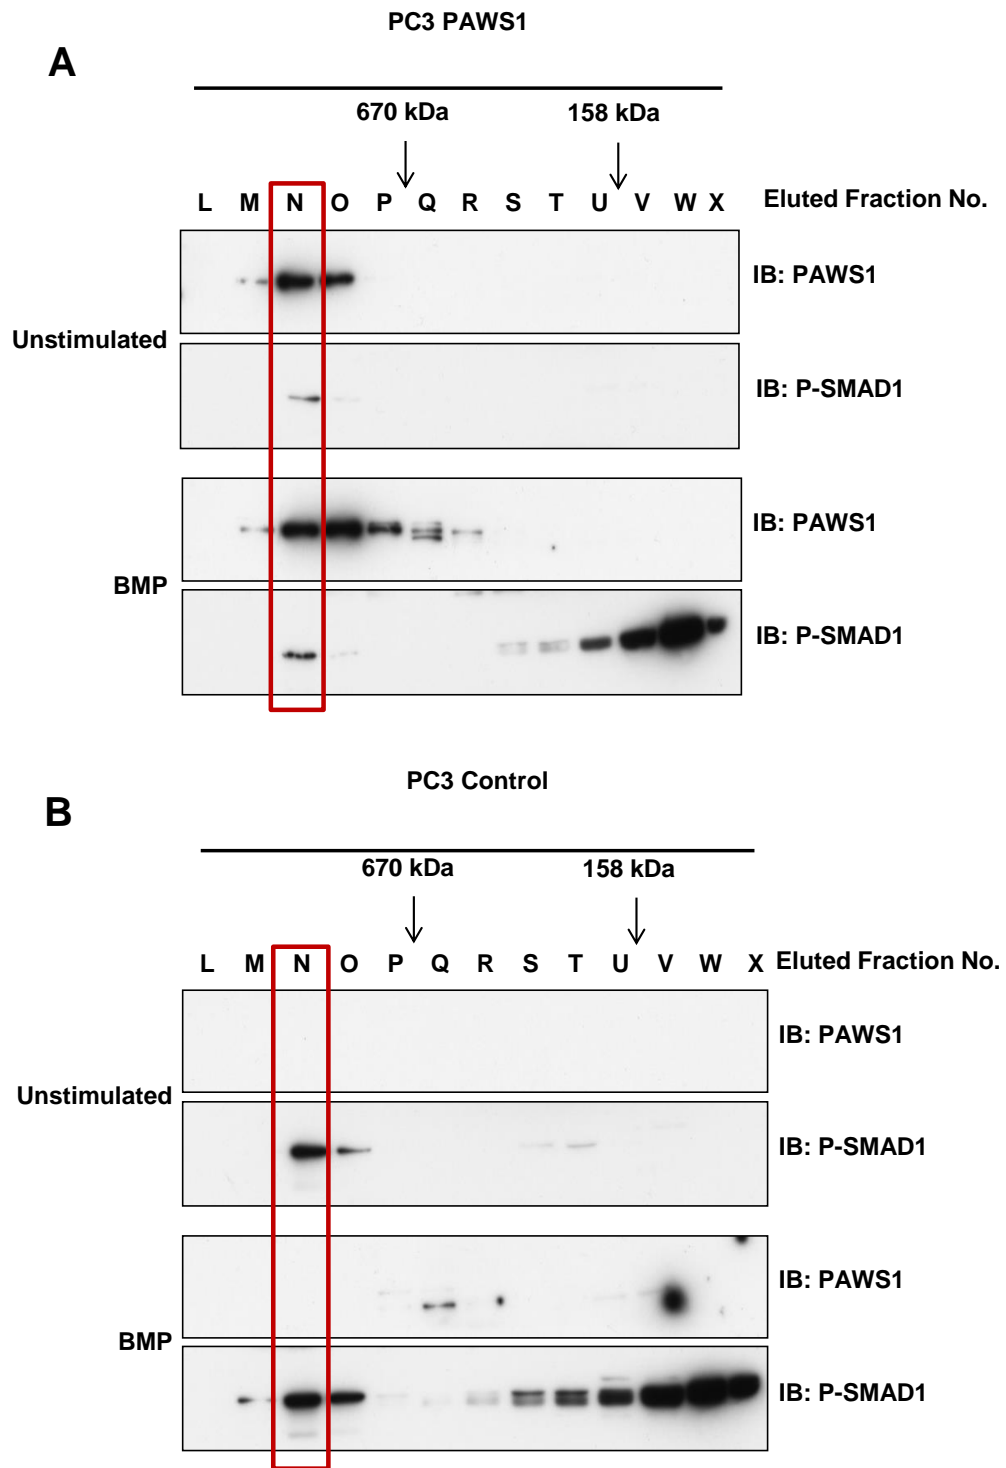 PC3 PAWS1
A
670 kDa 158 kDa
L M N O P Q R S T U V W X Eluted Fraction No.
IB: PAWS1
Unstimulated
IB: P-SMAD1
IB: PAWS1
BMP
IB: P-SMAD1
PC3 Control
B
670 kDa 158 kDa
L M N O P Q R S T U V W X Eluted Fraction No.
IB: PAWS1
Unstimulated
IB: P-SMAD1
IB: PAWS1
BMP
IB: P-SMAD1